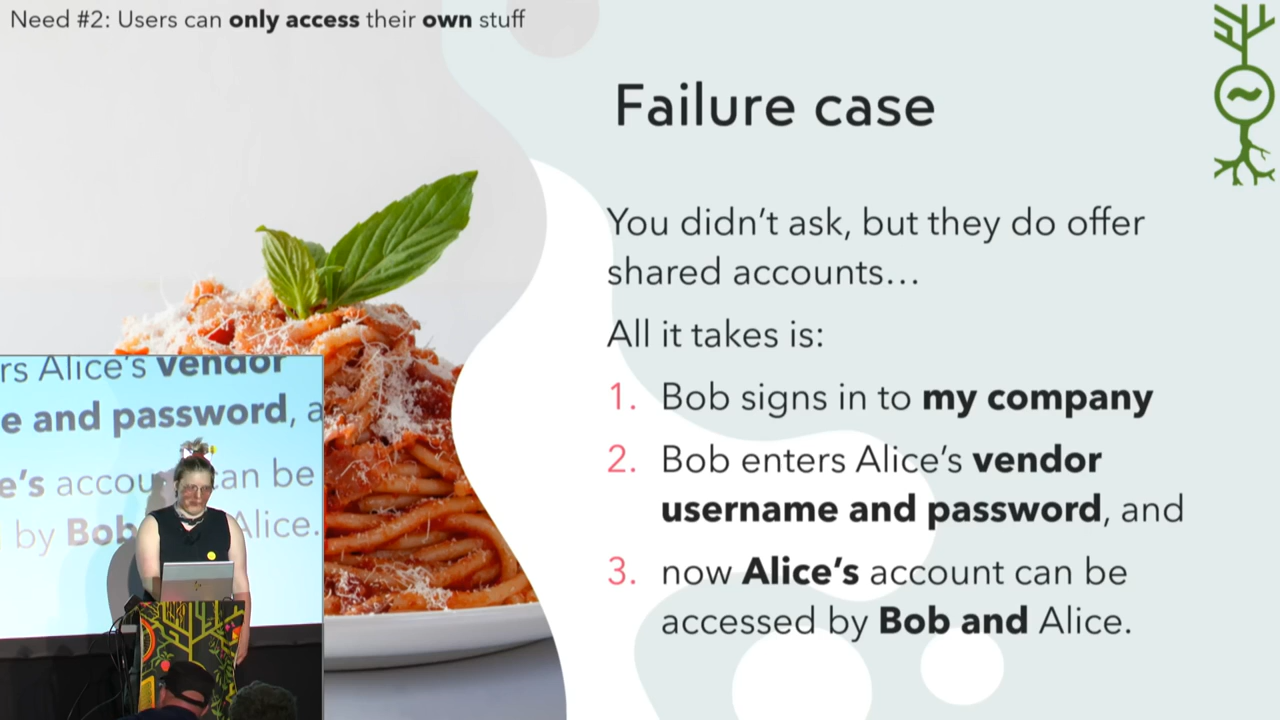 Need #2: Users can only access their own stuff
Failure case
You didn't ask, but they do offer
shared accounts…
All it takes is:
1. Bob signs in to my company
2. Bob enters Alice's vendor
username and password, and
3. now Alice's account can be
accessed by Bob and Alice.
rs Alice's vendor
e and password, a
e's accou can be
by Bob Alice.